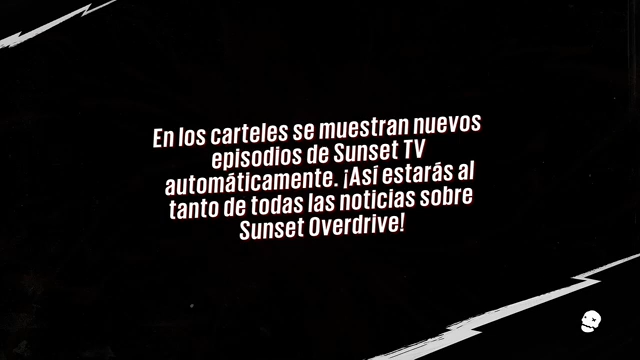 En los carteles se muestran nuevos
episodios de Sunset TV
automáticamente. ¡Así estarás al
tanto de todas las noticias sobre
Sunset Overdrive!